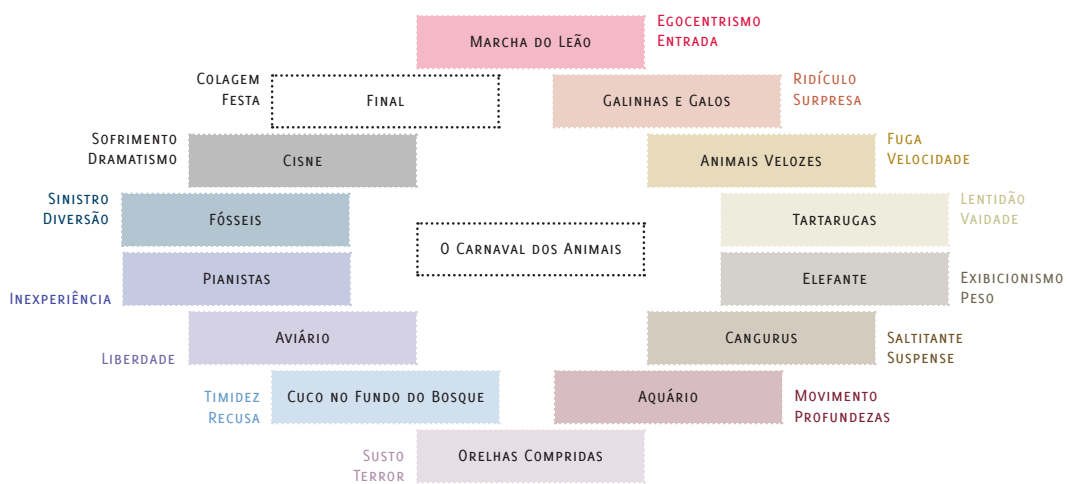 Marcha do Leão
Egocentrismo
Entrada
Colagem
Festa
Final
Galinhas e Galos
Ridículo
Surpresa
Sofrimento
Dramatismo
Cisne
Animais Velozes
Fuga
Velocidade
Sinistro
Diversão
Fósseis
Tartarugas
Lentidão
Vaidade
O Carnaval dos Animais
Inexperiência
Pianistas
Elefante
Exibicionismo
Peso
Liberdade
Aviário
Cangurus
Saltitante
Suspense
Timidez
Recusa
Cuco no Fundo do Bosque
Aquário
Movimento
Profundezas
Susto
Terror
Orelhas Compridas